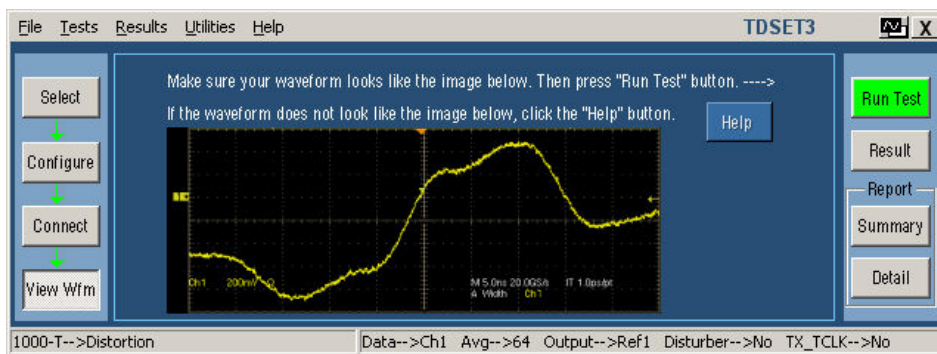 File Tests Results Utilities Help TDSET3 X
Make sure your waveform looks like the image below. Then press "Run Test" button. ---->
If the waveform does not look like the image below, click the "Help" button.
Help
Select
Configure
Connect
View Wfm
Ch1 200mV Ω
M 5.0ns 20.0GS/s IT 1.0ps/pt
A Width Ch1
Run Test
Result
Report
Summary
Detail
1000-T-->Distortion Data-->Ch1 Avg-->64 Output-->Ref1 Disturber-->No TX_TCLK-->No